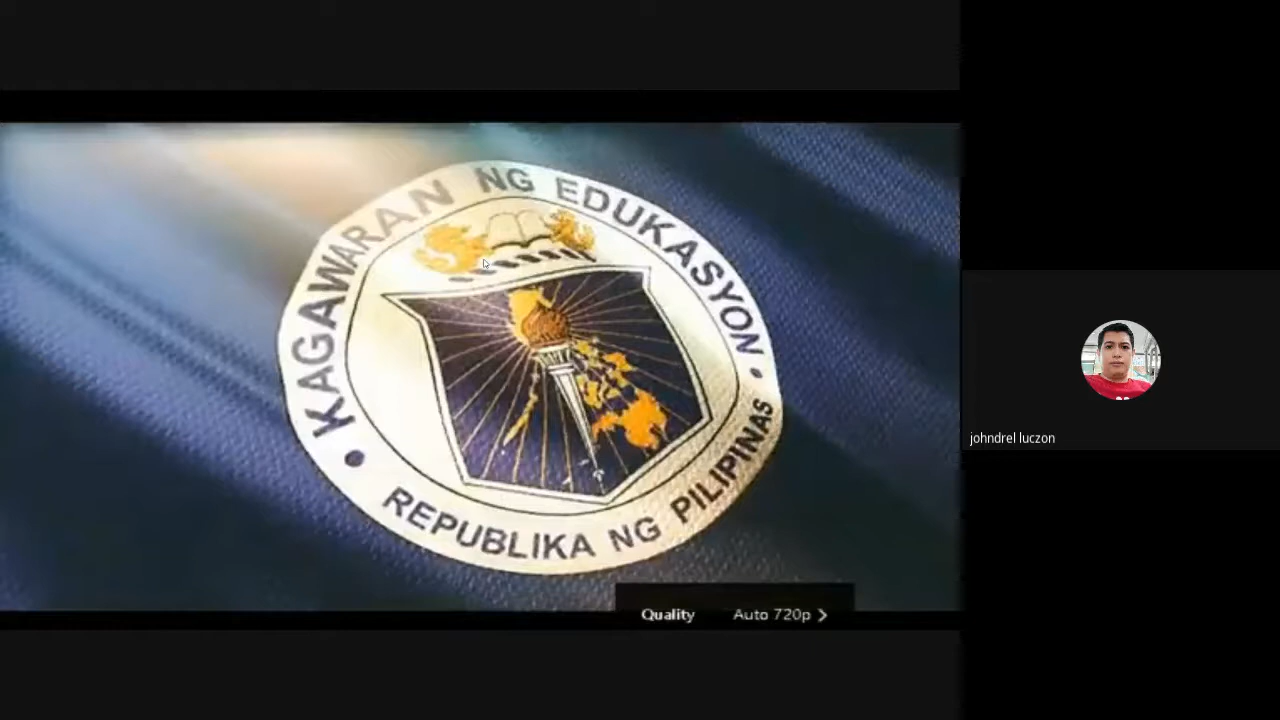 KAGAWARAN NG EDUKASYON
REPUBLIKA NG PILIPINAS
Quality Auto 720p
johndrel luczon